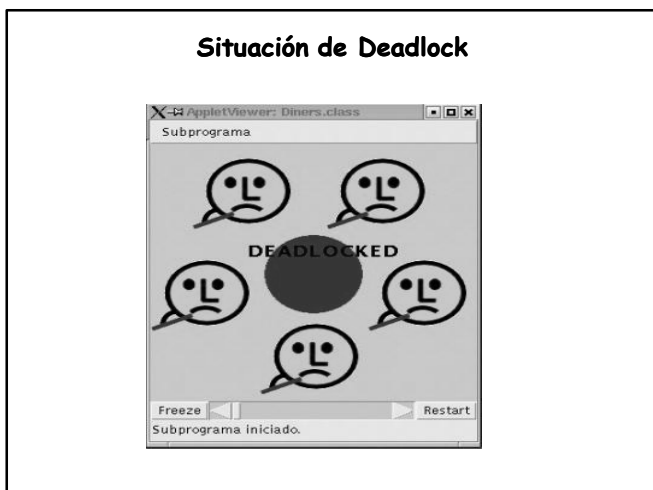 Situación de Deadlock
AppletViewer: Diners.class
Subprograma
DEADLOCKED
Freeze Restart
Subprograma iniciado.